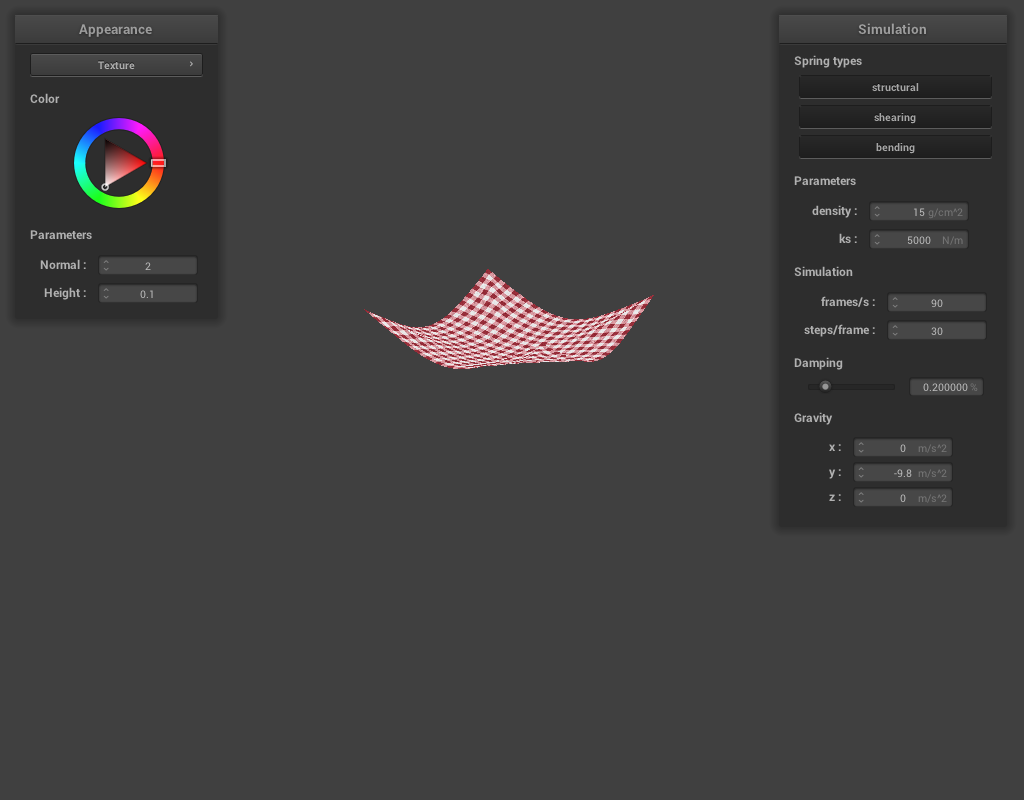 Appearance
Texture
Color
Parameters
Normal : 2
Height : 0.1
Simulation
Spring types
structural
shearing
bending
Parameters
density : 15 g/cm^2
ks : 5000 N/m
Simulation
frames/s : 90
steps/frame : 30
Damping
0.200000 %
Gravity
x : 0 m/s^2
y : -9.8 m/s^2
z : 0 m/s^2